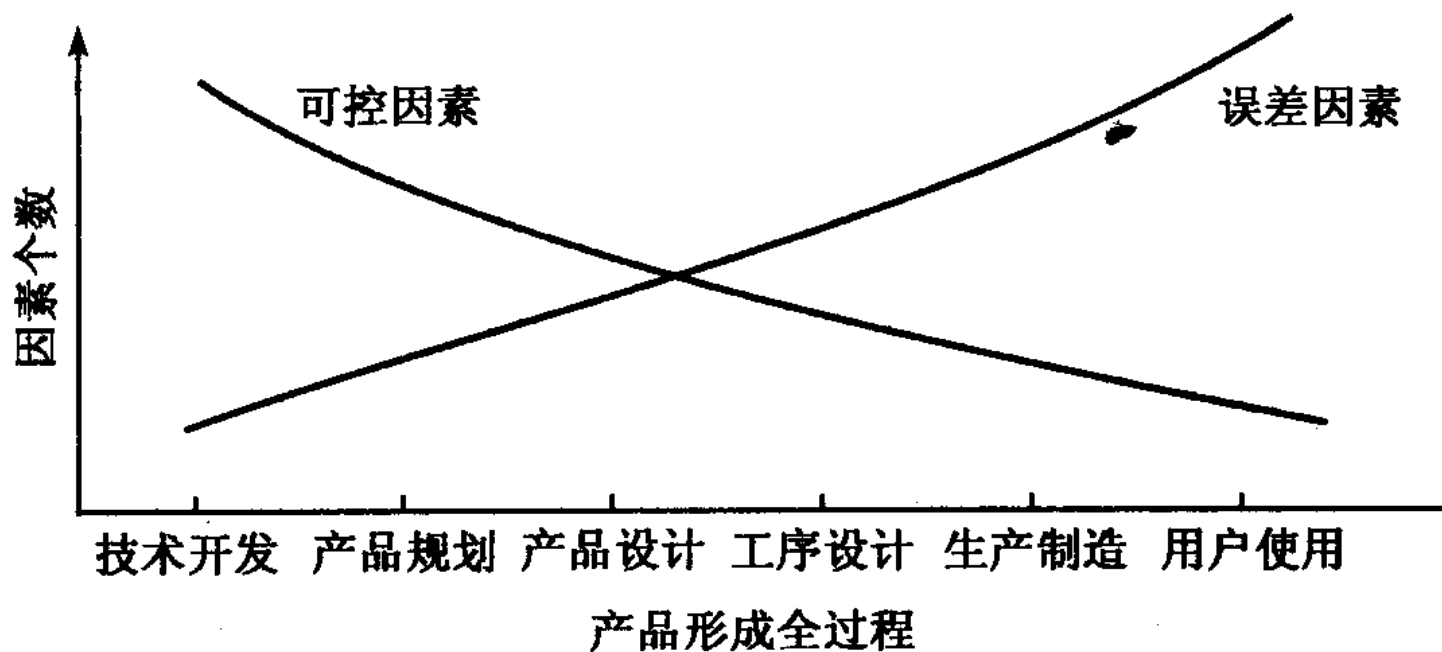 可控因素
误差因素
因素个数
技术开发 产品规划 产品设计 工序设计 生产制造 用户使用
产品形成全过程